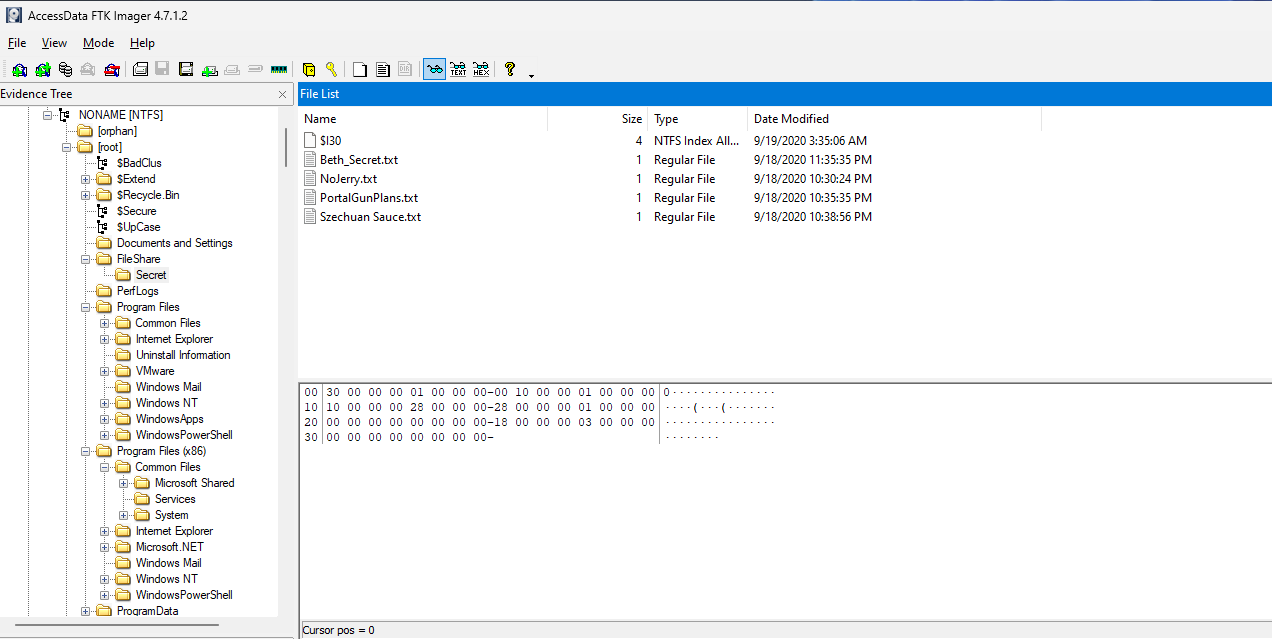 AccessData FTK Imager 4.7.1.2
File View Mode Help
TEXT HEX
Evidence Tree
NONAME [NTFS]
[orphan]
[root]
$BadClus
$Extend
$Recycle.Bin
$Secure
$UpCase
Documents and Settings
FileShare
Secret
PerfLogs
Program Files
Common Files
Internet Explorer
Uninstall Information
VMware
Windows Mail
Windows NT
WindowsApps
WindowsPowerShell
Program Files (x86)
Common Files
Microsoft Shared
Services
System
Internet Explorer
Microsoft.NET
Windows Mail
Windows NT
WindowsPowerShell
ProgramData
File List
Name Size Type Date Modified
$I30 4 NTFS Index All... 9/19/2020 3:35:06 AM
Beth_Secret.txt 1 Regular File 9/18/2020 11:35:35 PM
NoJerry.txt 1 Regular File 9/18/2020 10:30:24 PM
PortalGunPlans.txt 1 Regular File 9/18/2020 10:35:35 PM
Szechuan Sauce.txt 1 Regular File 9/18/2020 10:38:56 PM
00 30 00 00 00 01 00 00 00-00 10 00 00 01 00 00 00 0···············
10 10 00 00 00 28 00 00 00-28 00 00 00 01 00 00 00 ····(···(·······
20 00 00 00 00 00 00 00 00-18 00 00 00 03 00 00 00 ················
30 00 00 00 00 00 00 00 00- ········
Cursor pos = 0